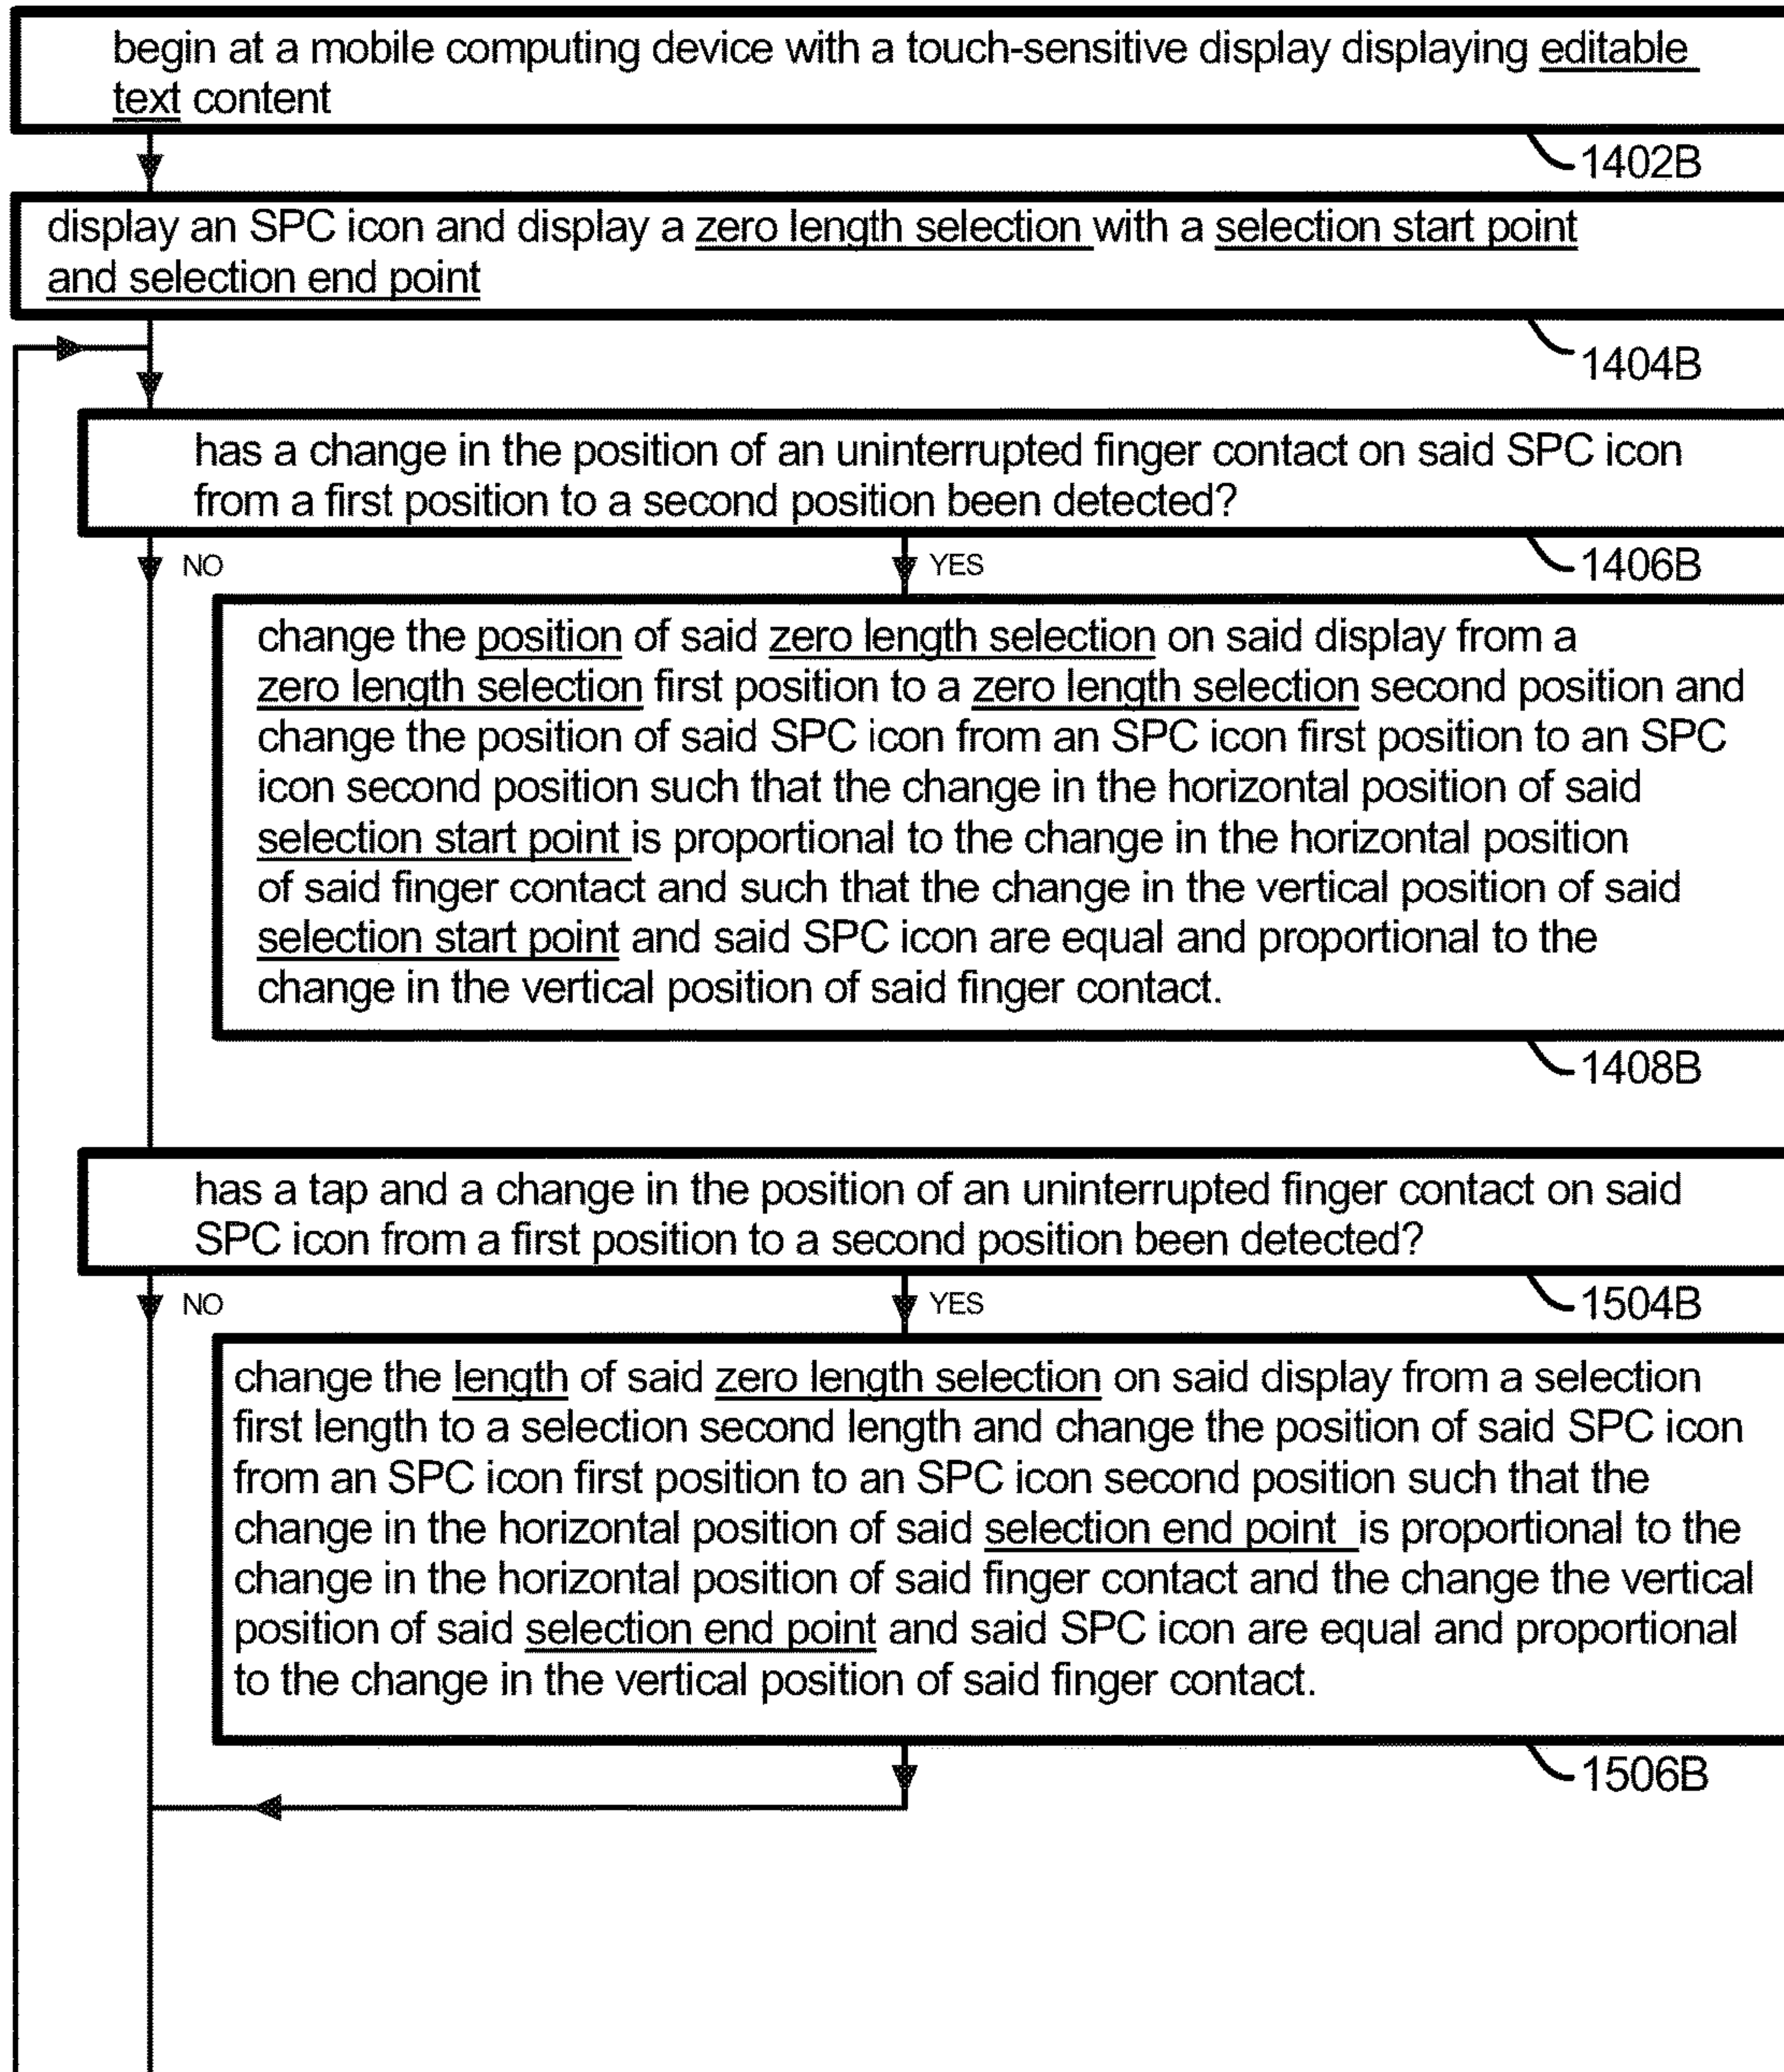 begin at a mobile computing device with a touch-sensitive display displaying editable
text content
1402B
display an SPC icon and display a zero length selection with a selection start point
and selection end point
1404B
has a change in the position of an uninterrupted finger contact on said SPC icon
from a first position to a second position been detected?
NO
YES
1406B
change the position of said zero length selection on said display from a
zero length selection first position to a zero length selection second position and
change the position of said SPC icon from an SPC icon first position to an SPC
icon second position such that the change in the horizontal position of said
selection start point is proportional to the change in the horizontal position
of said finger contact and such that the change in the vertical position of said
selection start point and said SPC icon are equal and proportional to the
change in the vertical position of said finger contact.
1408B
has a tap and a change in the position of an uninterrupted finger contact on said
SPC icon from a first position to a second position been detected?
NO
YES
1504B
change the length of said zero length selection on said display from a selection
first length to a selection second length and change the position of said SPC icon
from an SPC icon first position to an SPC icon second position such that the
change in the horizontal position of said selection end point is proportional to the
change in the horizontal position of said finger contact and the change the vertical
position of said selection end point and said SPC icon are equal and proportional
to the change in the vertical position of said finger contact.
1506B